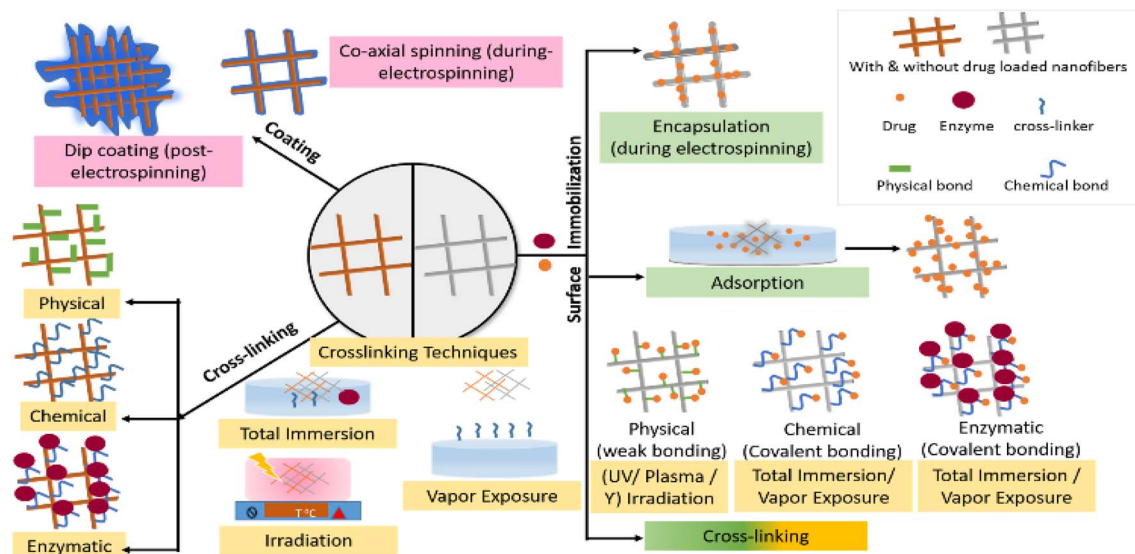 Co-axial spinning (during-
electrospinning)
Dip coating (post-
electrospinning)
Coating
Physical
Chemical
Enzymatic
Cross-linking
Crosslinking Techniques
Total Immersion
Vapor Exposure
T °C
Irradiation
Surface Immobilization
Encapsulation
(during electrospinning)
Adsorption
Physical
(weak bonding)
(UV/ Plasma /
Y) Irradiation
Chemical
(Covalent bonding)
Total Immersion/
Vapor Exposure
Enzymatic
(Covalent bonding)
Total Immersion /
Vapor Exposure
Cross-linking
With & without drug loaded nanofibers
Drug
Enzyme
cross-linker
Physical bond
Chemical bond